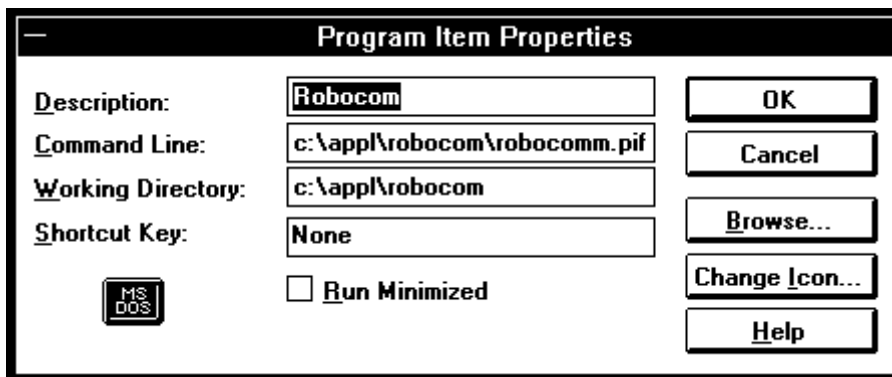 Program Item Properties
Description: Robocom
Command Line: c:\appl\robocom\robocomm.pif
Working Directory: c:\appl\robocom
Shortcut Key: None
MS
DOS
Run Minimized
OK
Cancel
Browse...
Change Icon...
Help